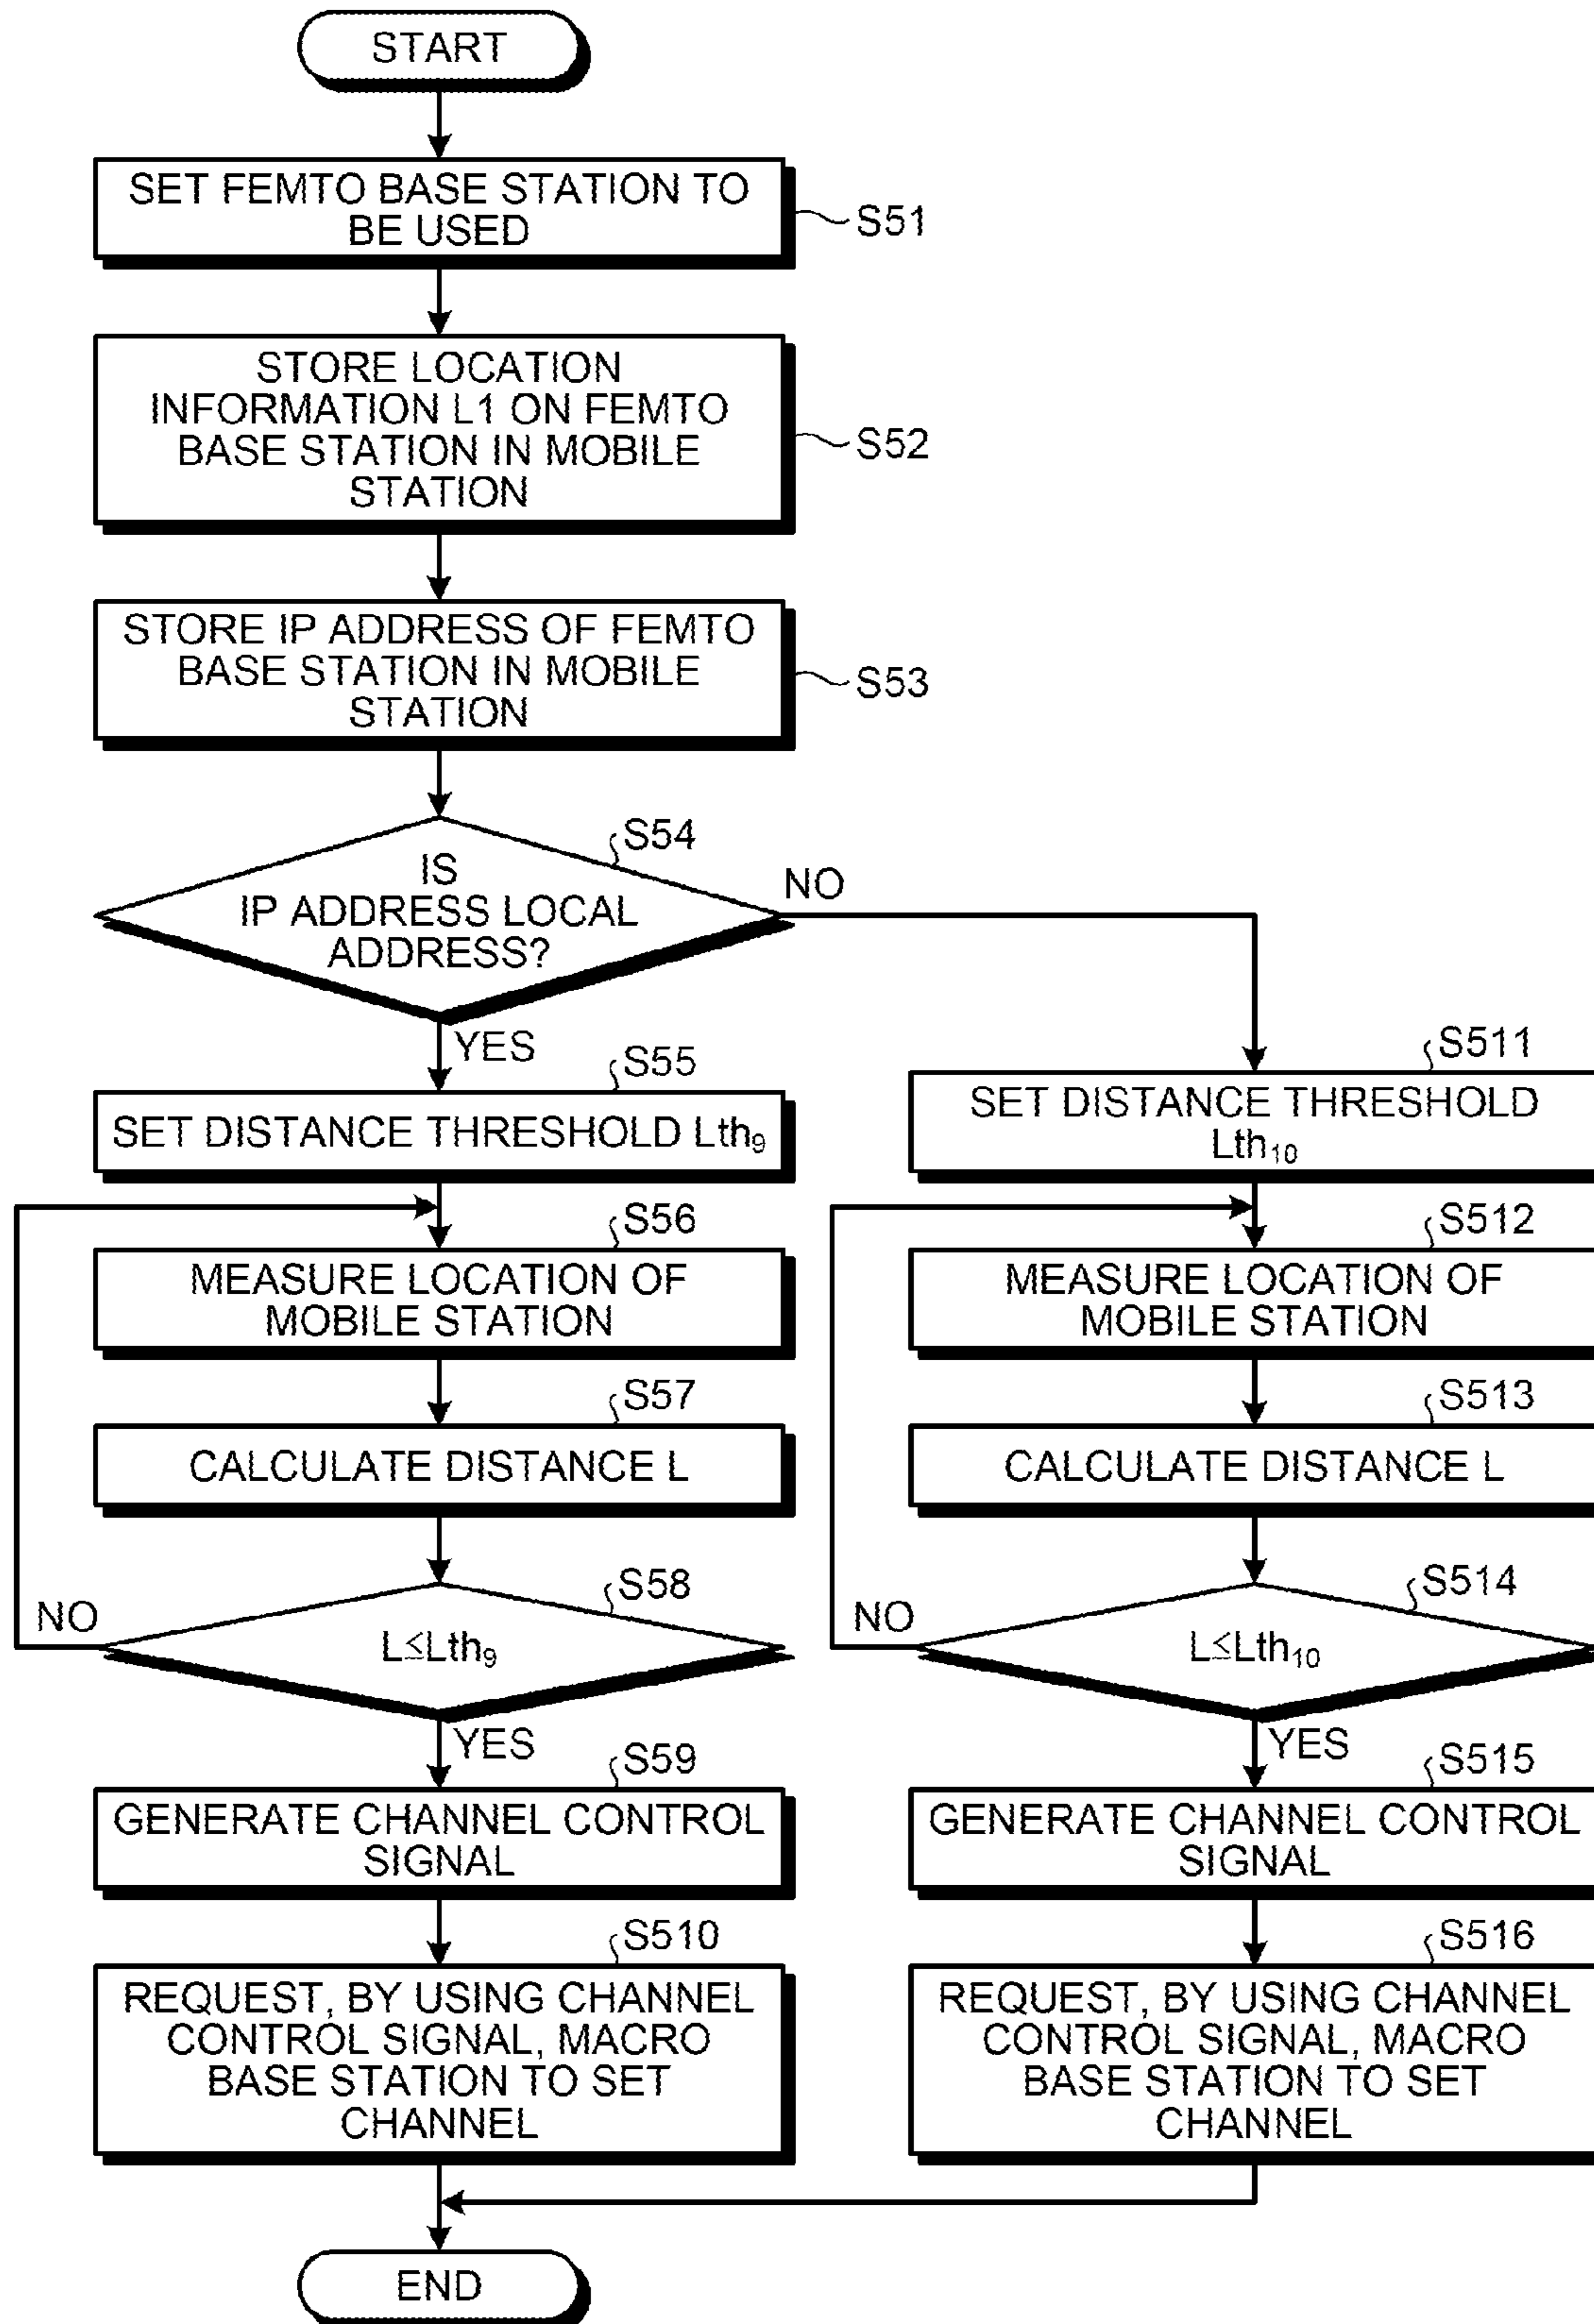 START
SET FEMTO BASE STATION TO
BE USED
S51
STORE LOCATION
INFORMATION L1 ON FEMTO
BASE STATION IN MOBILE
STATION
S52
STORE IP ADDRESS OF FEMTO
BASE STATION IN MOBILE
STATION
S53
S54
IS
IP ADDRESS LOCAL
ADDRESS?
NO
YES
S55
SET DISTANCE THRESHOLD Lth₉
S56
MEASURE LOCATION OF
MOBILE STATION
S57
CALCULATE DISTANCE L
S58
NO
L≤Lth₉
YES
S59
GENERATE CHANNEL CONTROL
SIGNAL
S510
REQUEST, BY USING CHANNEL
CONTROL SIGNAL, MACRO
BASE STATION TO SET
CHANNEL
S511
SET DISTANCE THRESHOLD
Lth₁₀
S512
MEASURE LOCATION OF
MOBILE STATION
S513
CALCULATE DISTANCE L
S514
NO
L≤Lth₁₀
YES
S515
GENERATE CHANNEL CONTROL
SIGNAL
S516
REQUEST, BY USING CHANNEL
CONTROL SIGNAL, MACRO
BASE STATION TO SET
CHANNEL
END